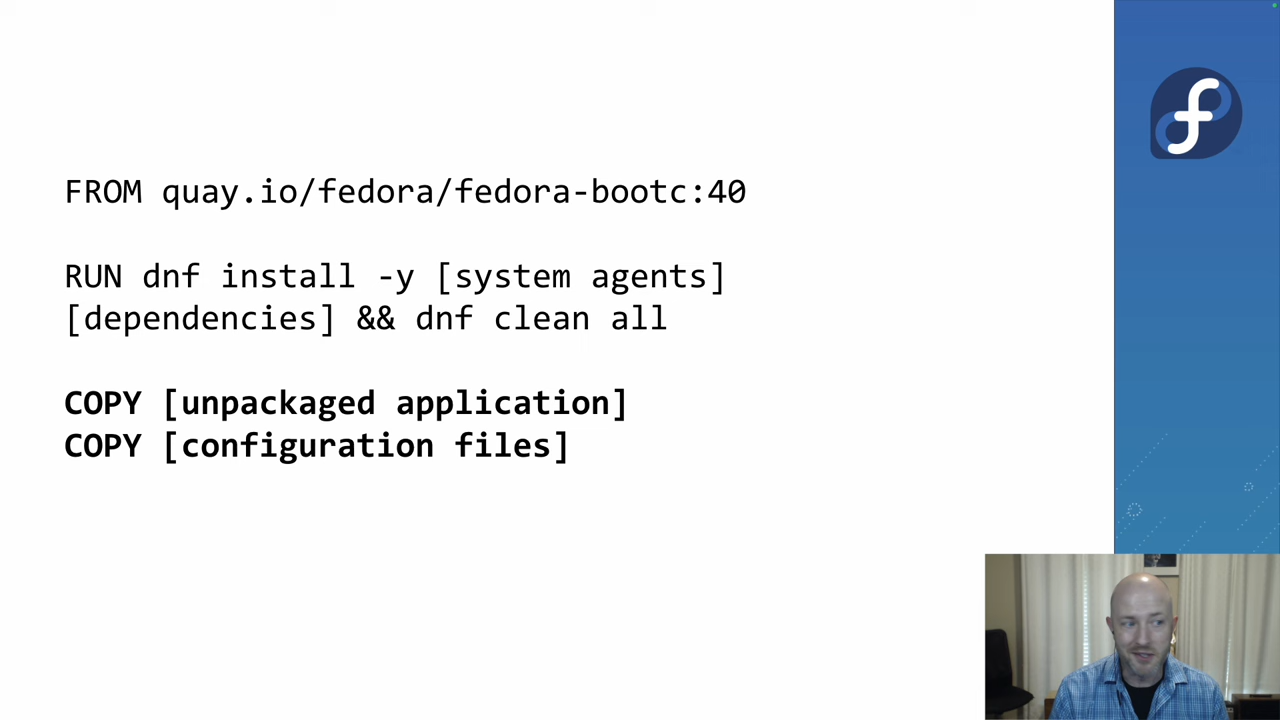 FROM quay.io/fedora/fedora-bootc:40
RUN dnf install -y [system agents]
[dependencies] && dnf clean all
COPY [unpackaged application]
COPY [configuration files]